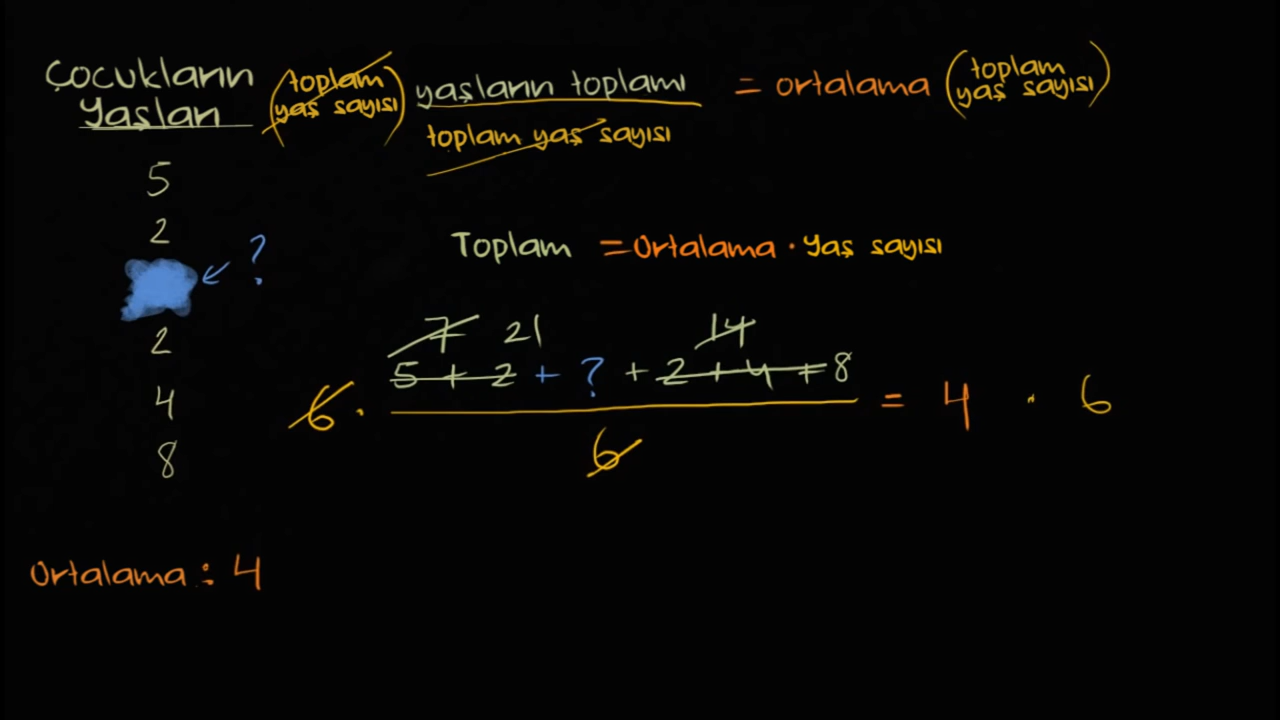 Çocukların
Yaşları
(toplam yaş sayısı) yaşların toplamı = ortalama (toplam yaş sayısı)
toplam yaş sayısı
5
2
← ?
2
4
8
Toplam = Ortalama · Yaş sayısı
7 21 14
5 + 2 + ? + 2 + 4 + 8
6 · = 4 · 6
6
Ortalama : 4